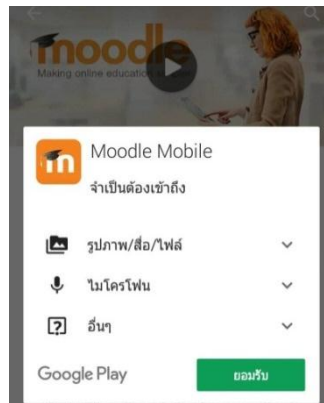 moodle
Making online education
Moodle Mobile
จำเป็นต้องเข้าถึง
รูปภาพ/สื่อ/ไฟล์
ไมโครโฟน
อื่นๆ
Google Play
ยอมรับ